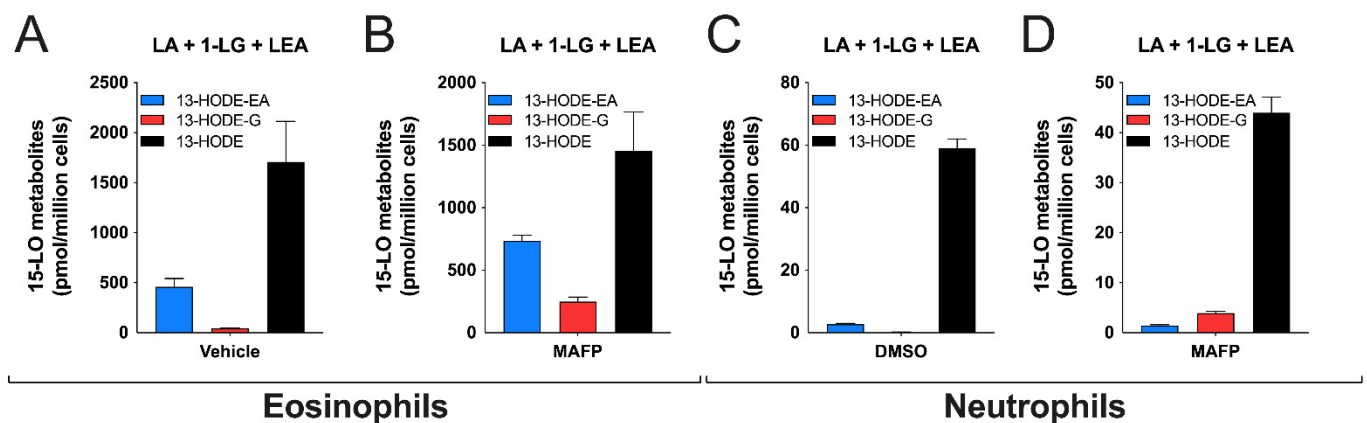 A
LA + 1-LG + LEA
15-LO metabolites
(pmol/million cells)
2500
2000
1500
1000
500
0
13-HODE-EA
13-HODE-G
13-HODE
Vehicle
B
LA + 1-LG + LEA
15-LO metabolites
(pmol/million cells)
2000
1500
1000
500
0
13-HODE-EA
13-HODE-G
13-HODE
MAFP
C
LA + 1-LG + LEA
15-LO metabolites
(pmol/million cells)
80
60
40
20
0
13-HODE-EA
13-HODE-G
13-HODE
DMSO
D
LA + 1-LG + LEA
15-LO metabolites
(pmol/million cells)
50
40
30
20
10
0
13-HODE-EA
13-HODE-G
13-HODE
MAFP
Eosinophils
Neutrophils